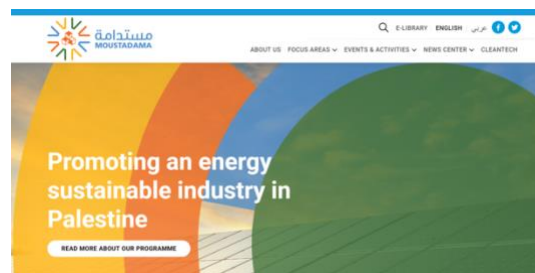 مستدامة
MOUSTADAMA
E-LIBRARY ENGLISH عربي
ABOUT US FOCUS AREAS EVENTS & ACTIVITIES NEWS CENTER CLEANTECH
Promoting an energy
sustainable industry in
Palestine
READ MORE ABOUT OUR PROGRAMME